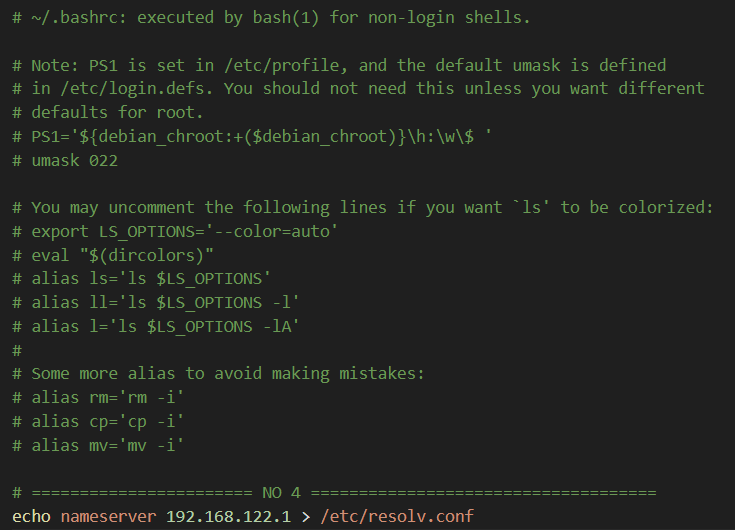 # ~/.bashrc: executed by bash(1) for non-login shells.
# Note: PS1 is set in /etc/profile, and the default umask is defined
# in /etc/login.defs. You should not need this unless you want different
# defaults for root.
# PS1='${debian_chroot:+($debian_chroot)}\h:\w\$ '
# umask 022
# You may uncomment the following lines if you want `ls' to be colorized:
# export LS_OPTIONS='--color=auto'
# eval "$(dircolors)"
# alias ls='ls $LS_OPTIONS'
# alias ll='ls $LS_OPTIONS -l'
# alias l='ls $LS_OPTIONS -lA'
#
# Some more alias to avoid making mistakes:
# alias rm='rm -i'
# alias cp='cp -i'
# alias mv='mv -i'
# ======================= NO 4 ====================================
echo nameserver 192.168.122.1 > /etc/resolv.conf